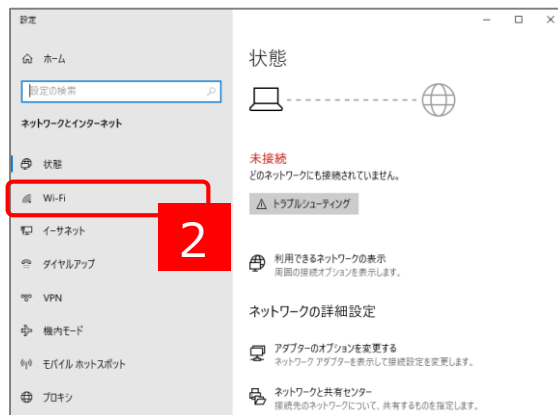 設定
ホーム
設定の検索
ネットワークとインターネット
状態
Wi-Fi
イーサネット
2
ダイヤルアップ
VPN
機内モード
モバイル ホットスポット
プロキシ
状態
未接続
どのネットワークにも接続されていません。
トラブルシューティング
利用できるネットワークの表示
周囲の接続オプションを表示します。
ネットワークの詳細設定
アダプターのオプションを変更する
ネットワーク アダプターを表示して接続設定を変更します。
ネットワークと共有センター
接続先のネットワークについて、共有するものを指定します。